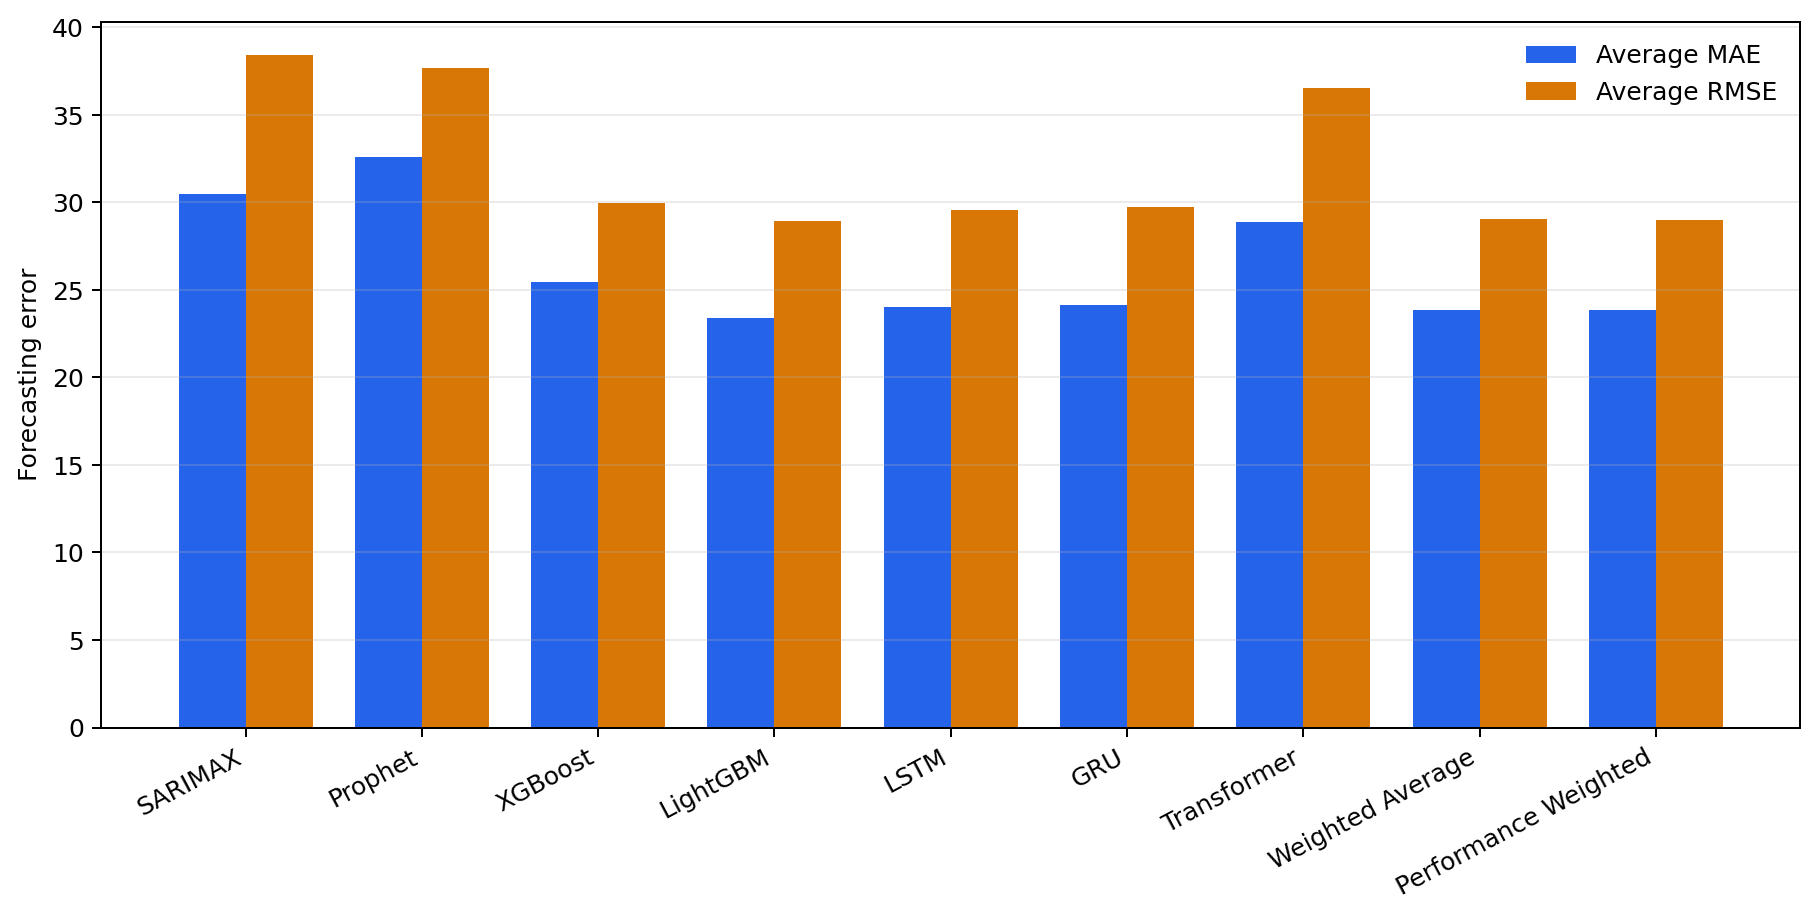 Average MAE
Average RMSE
Forecasting error
40
35
30
25
20
15
10
5
0
SARIMAX
Prophet
XGBoost
LightGBM
LSTM
GRU
Transformer
Weighted Average
Performance Weighted